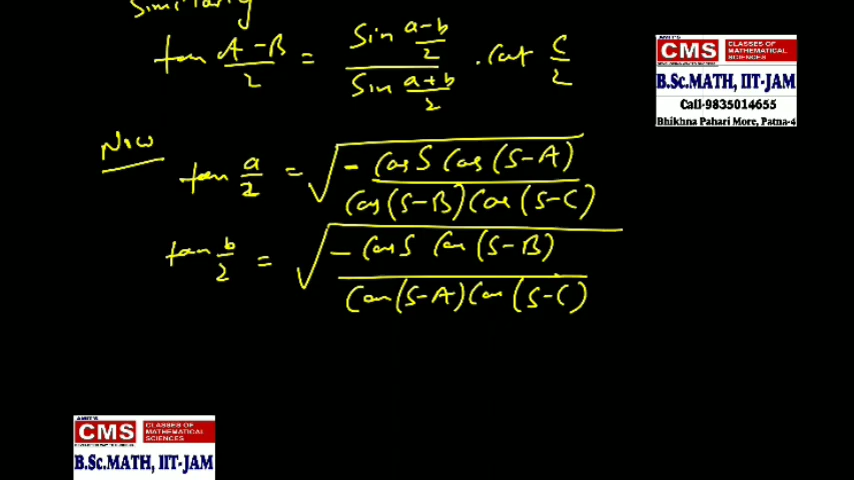 Similarly
tan A-B/2 = Sin a-b/2 / Sin a+b/2 . Cot C/2
Now
tan a/2 = √(- Cos S Cos (S-A) / Cos (S-B) Cos (S-C))
tan b/2 = √(- Cos S Cos (S-B) / Cos (S-A) Cos (S-C))
AMIT'S
CMS CLASSES OF MATHEMATICAL SCIENCES
B.Sc.MATH, IIT-JAM
Call-9835014655
Bhikhna Pahari More, Patna-4
AMIT'S
CMS CLASSES OF MATHEMATICAL SCIENCES
B.Sc.MATH, IIT-JAM